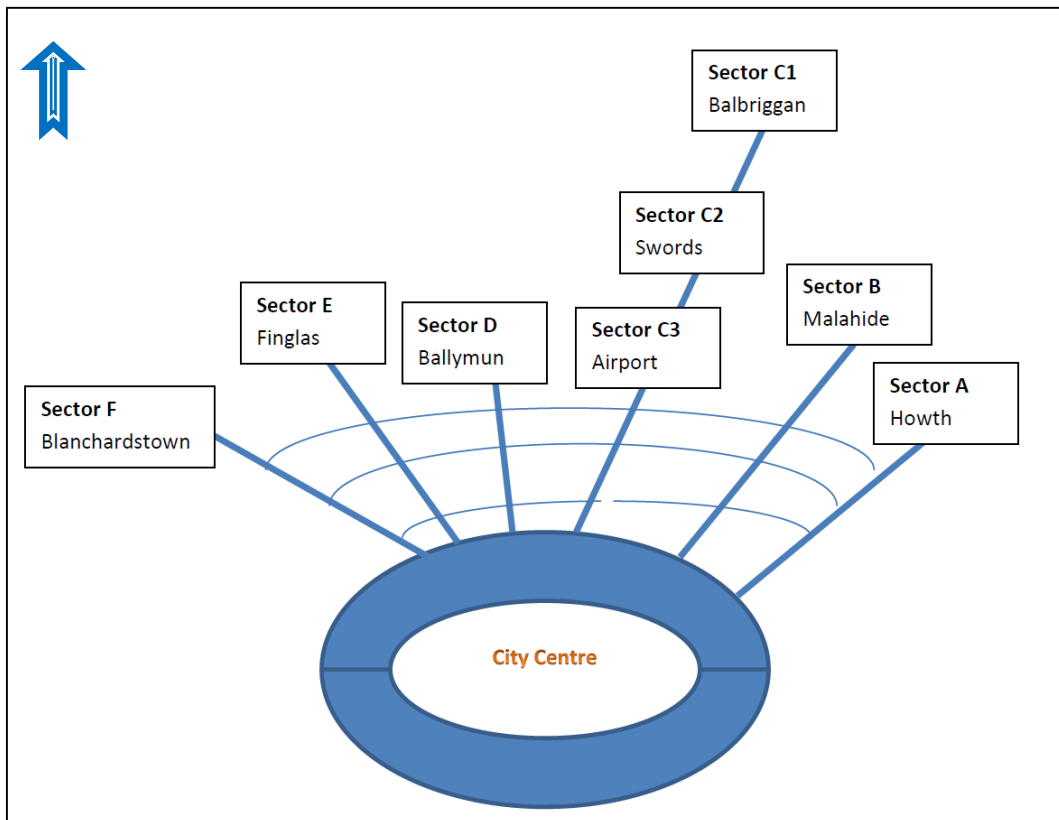 Sector C1
Balbriggan
Sector C2
Swords
Sector B
Malahide
Sector E
Finglas
Sector D
Ballymun
Sector C3
Airport
Sector A
Howth
Sector F
Blanchardstown
City Centre